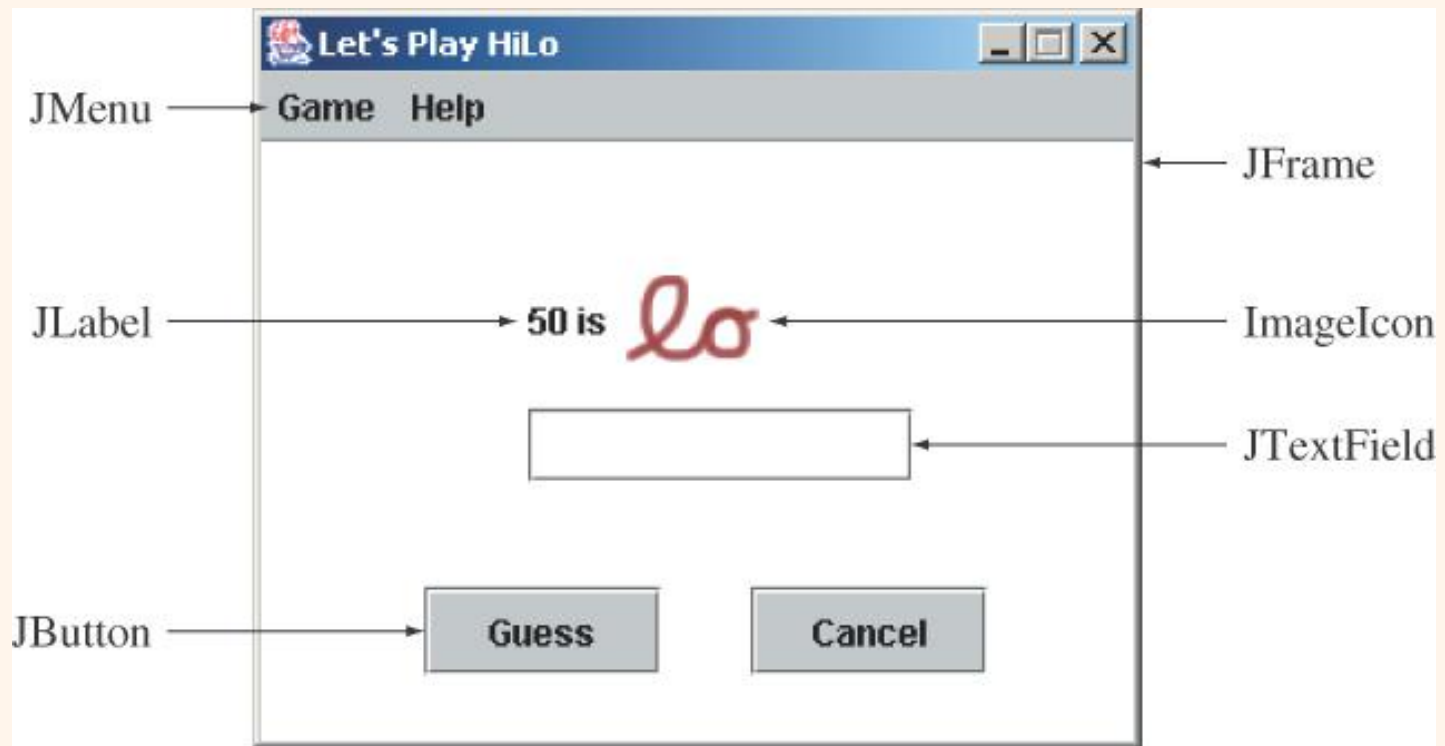 Let's Play HiLo
JMenu
Game Help
JFrame
JLabel
50 is lo
ImageIcon
JTextField
JButton
Guess
Cancel